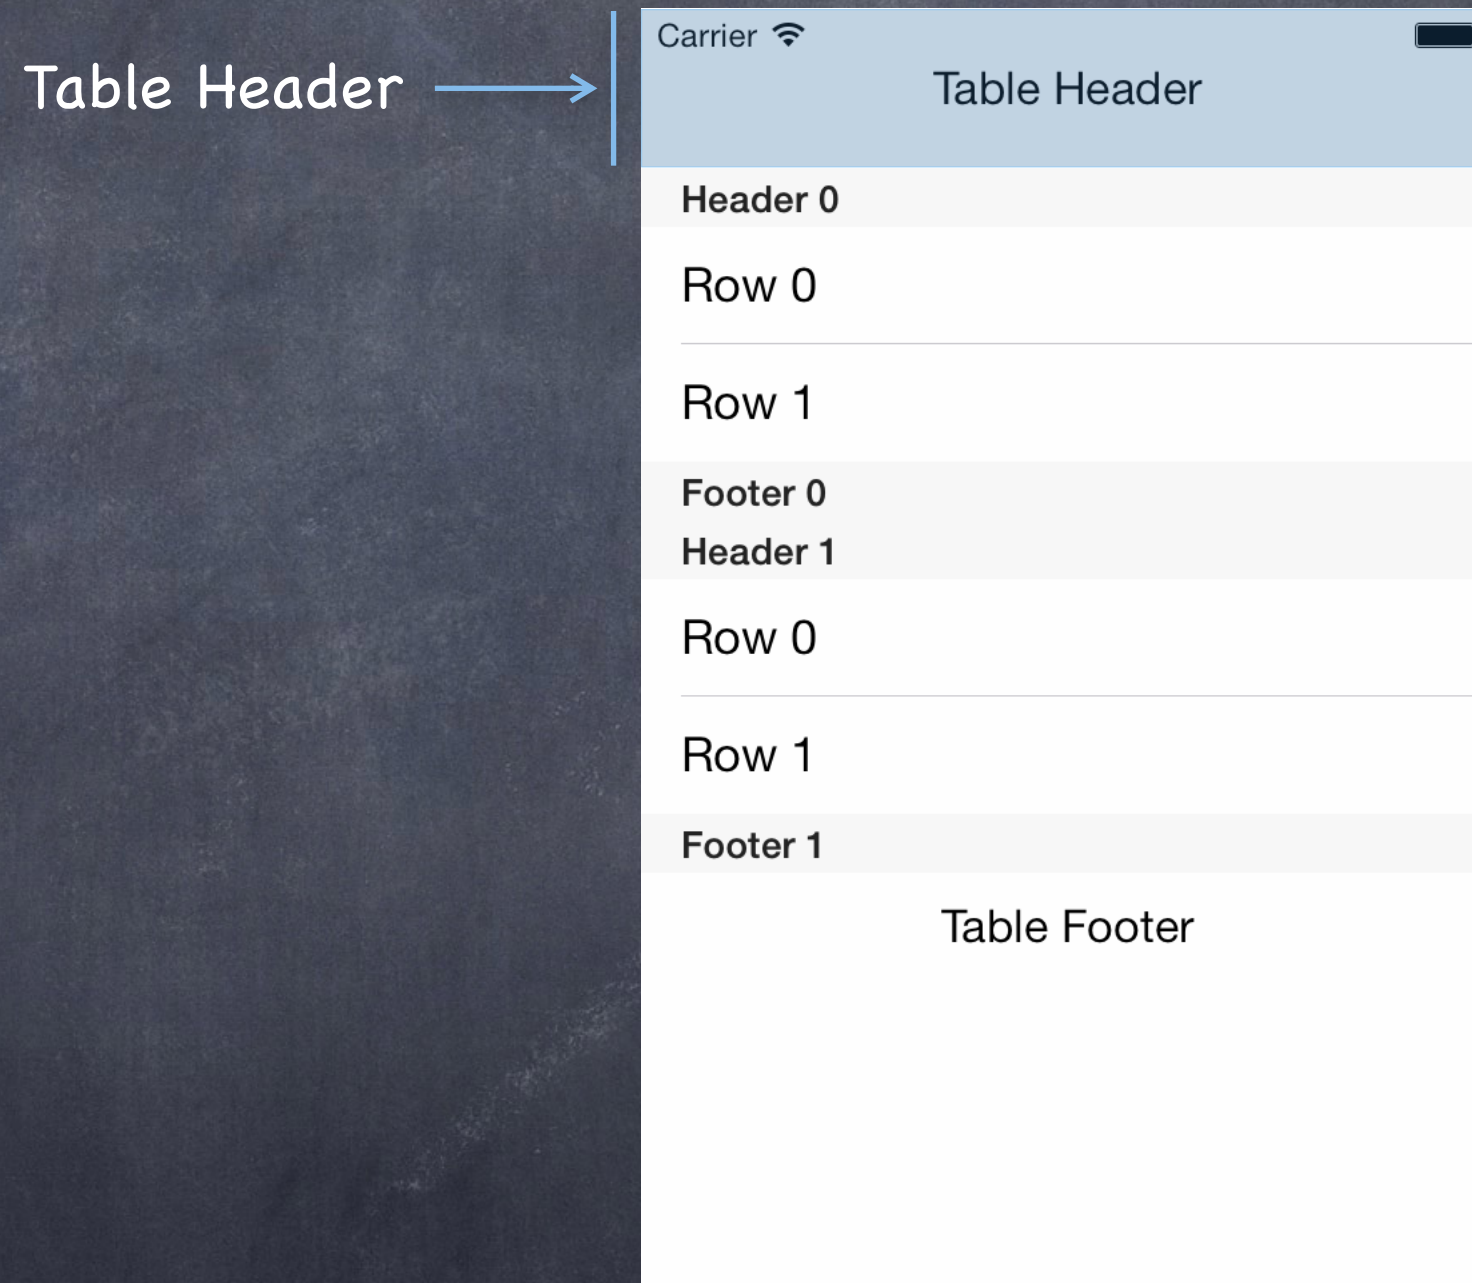 Table Header
Carrier
Table Header
Header 0
Row 0
Row 1
Footer 0
Header 1
Row 0
Row 1
Footer 1
Table Footer